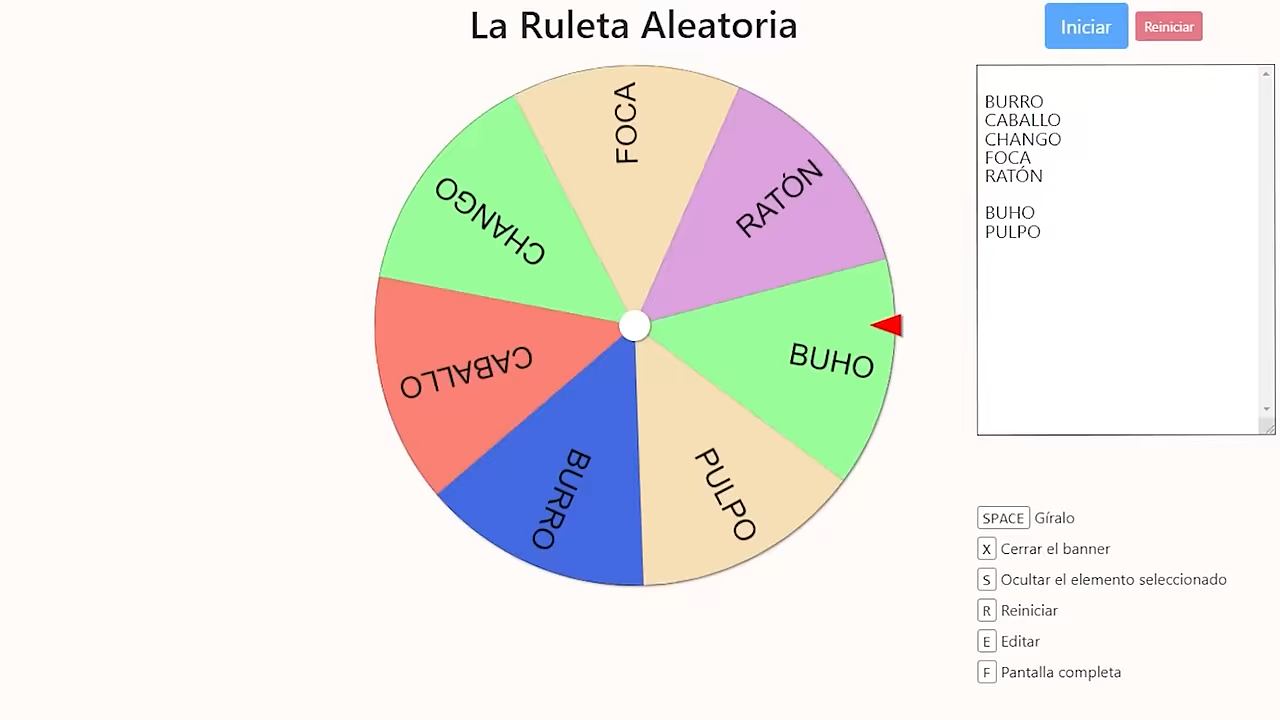 La Ruleta Aleatoria
Iniciar
Reiniciar
FOCA
RATÓN
CHANGO
BUHO
CABALLO
PULPO
BURRO
BURRO
CABALLO
CHANGO
FOCA
RATÓN
BUHO
PULPO
SPACE Gíralo
X Cerrar el banner
S Ocultar el elemento seleccionado
R Reiniciar
E Editar
F Pantalla completa